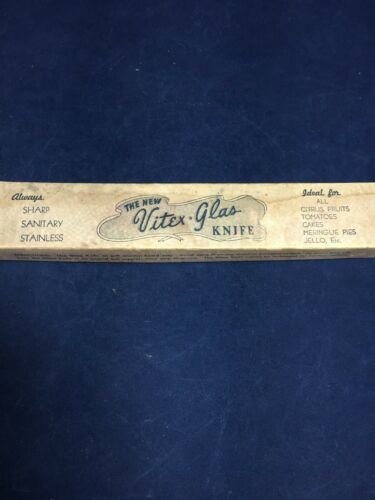 Always
SHARP
SANITARY
STAINLESS
THE NEW
Vitex-Glas
KNIFE
Ideal for
ALL
CITRUS FRUITS
TOMATOES
CAKES
MERINGUE PIES
JELLO, Etc.